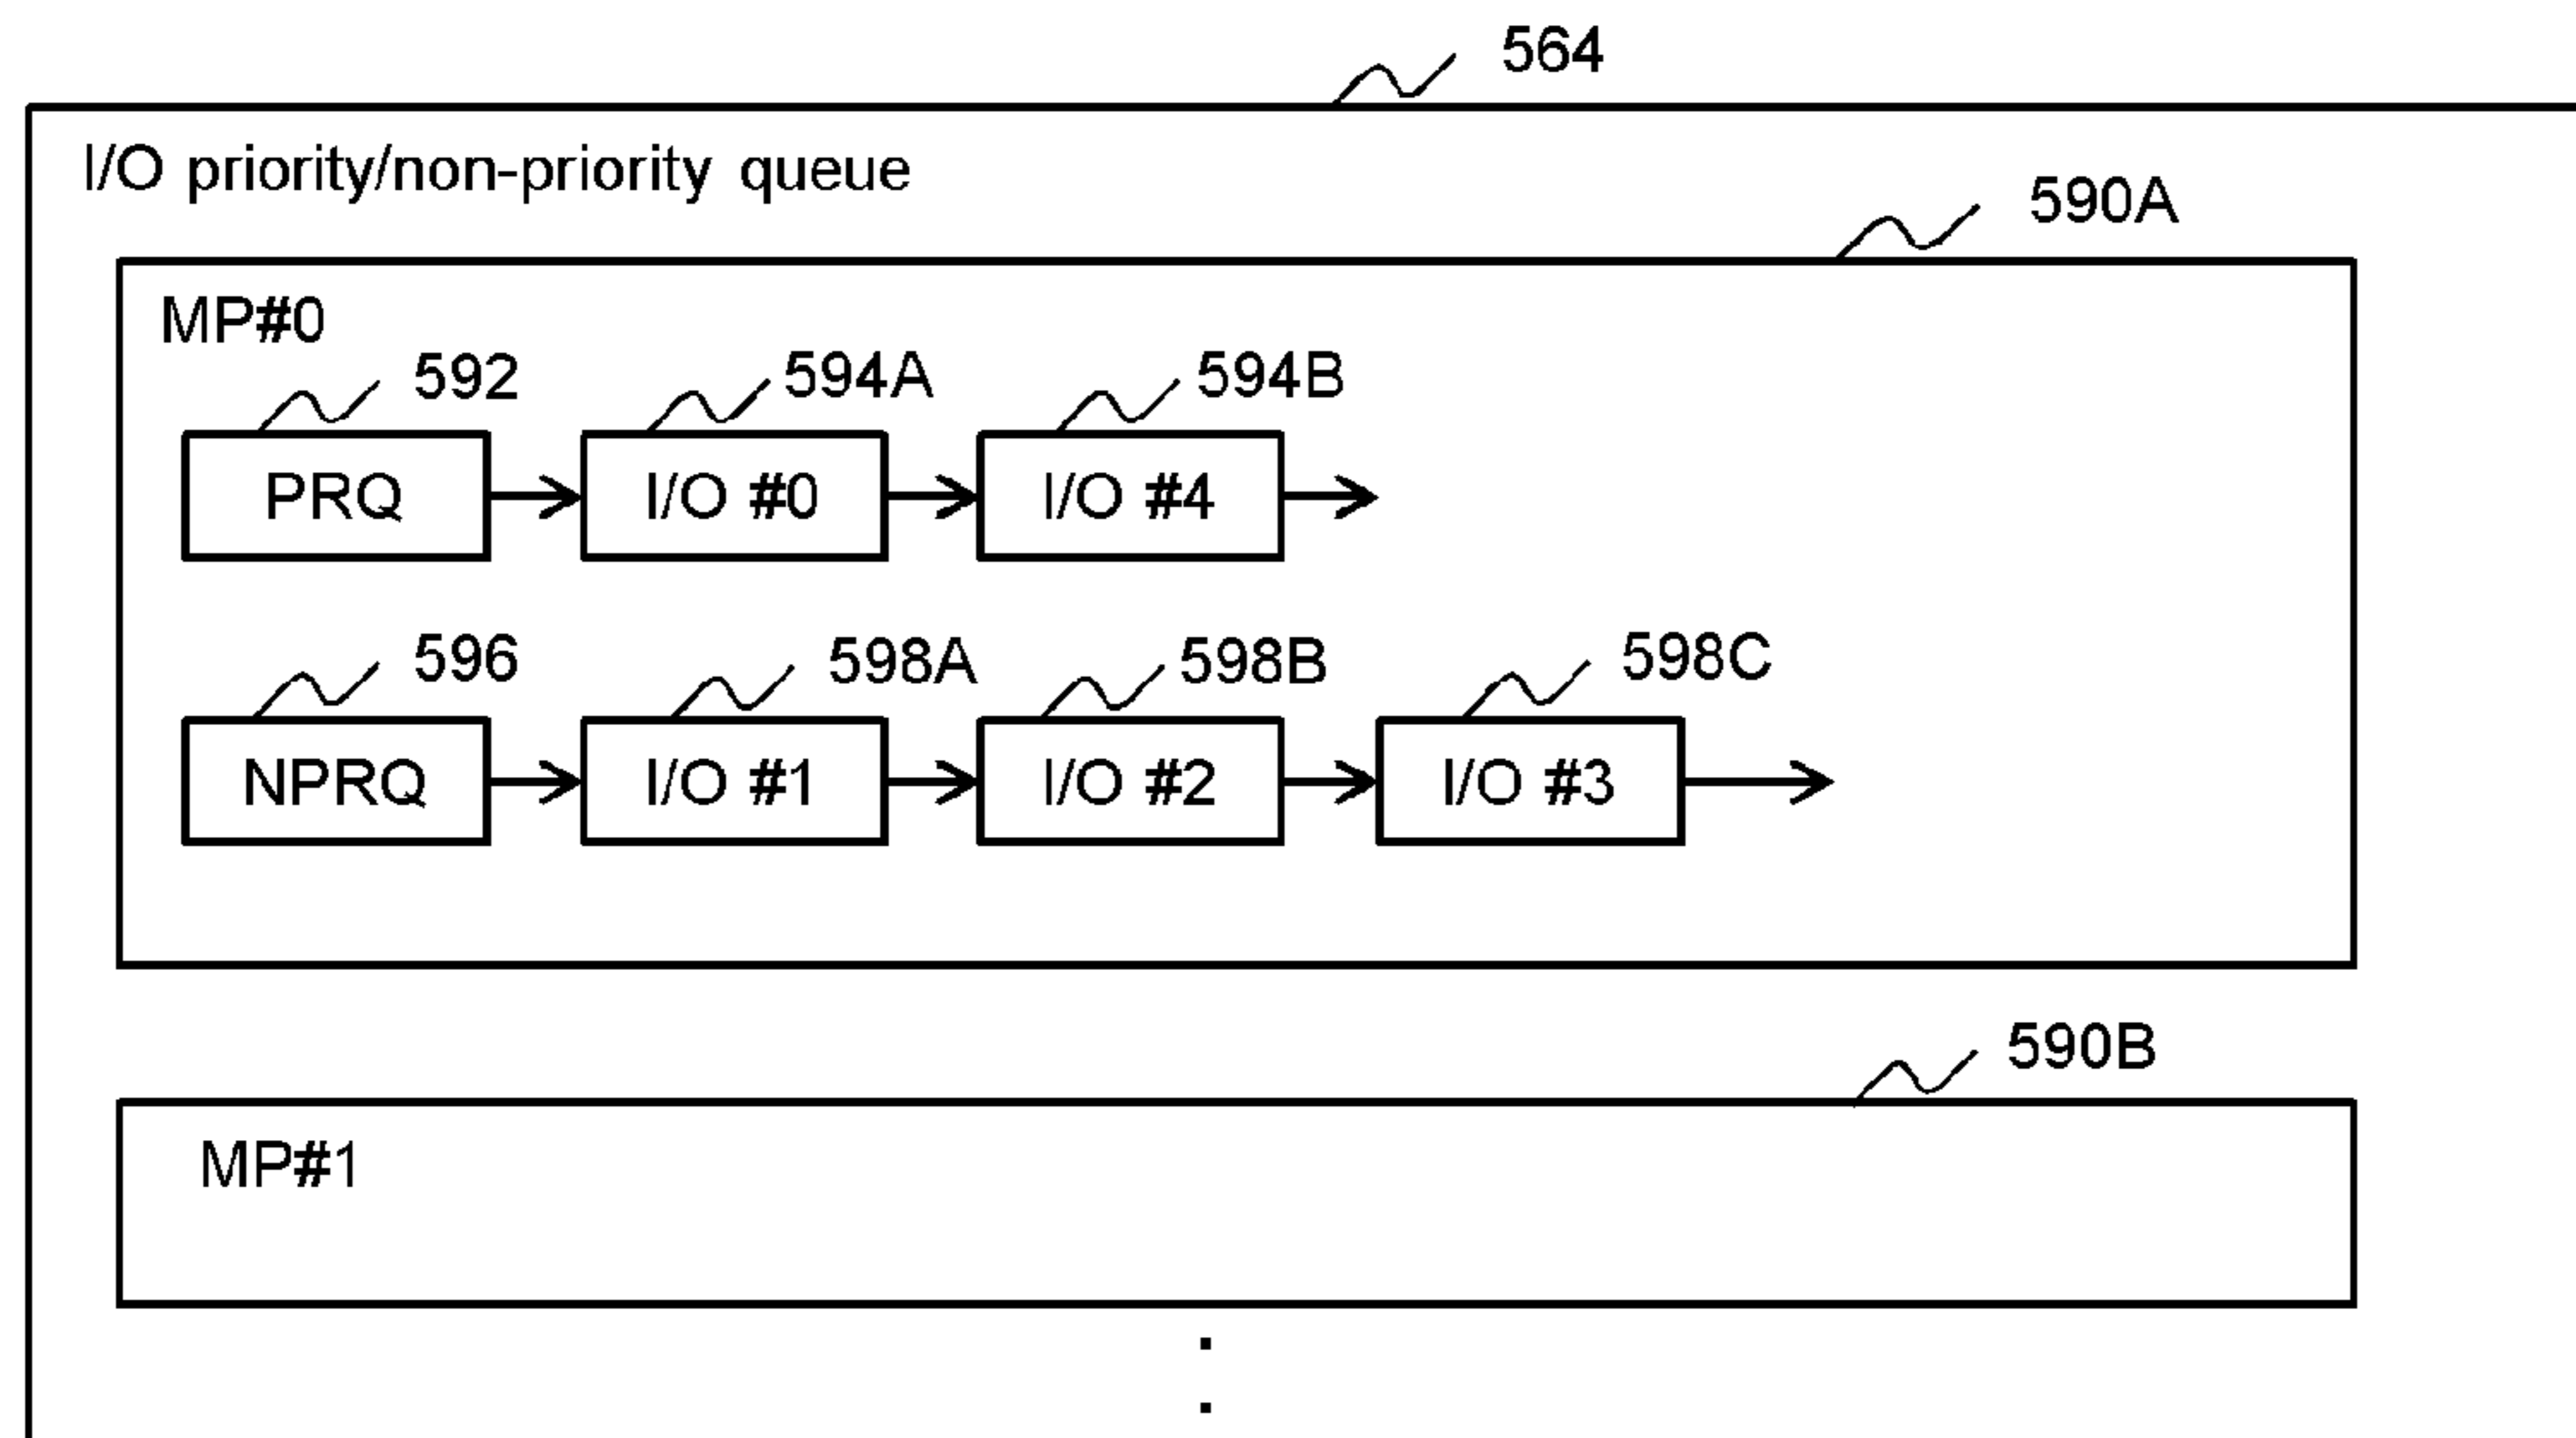 564
I/O priority/non-priority queue
590A
MP#0
592 594A 594B
PRQ I/O #0 I/O #4
596 598A 598B 598C
NPRQ I/O #1 I/O #2 I/O #3
590B
MP#1